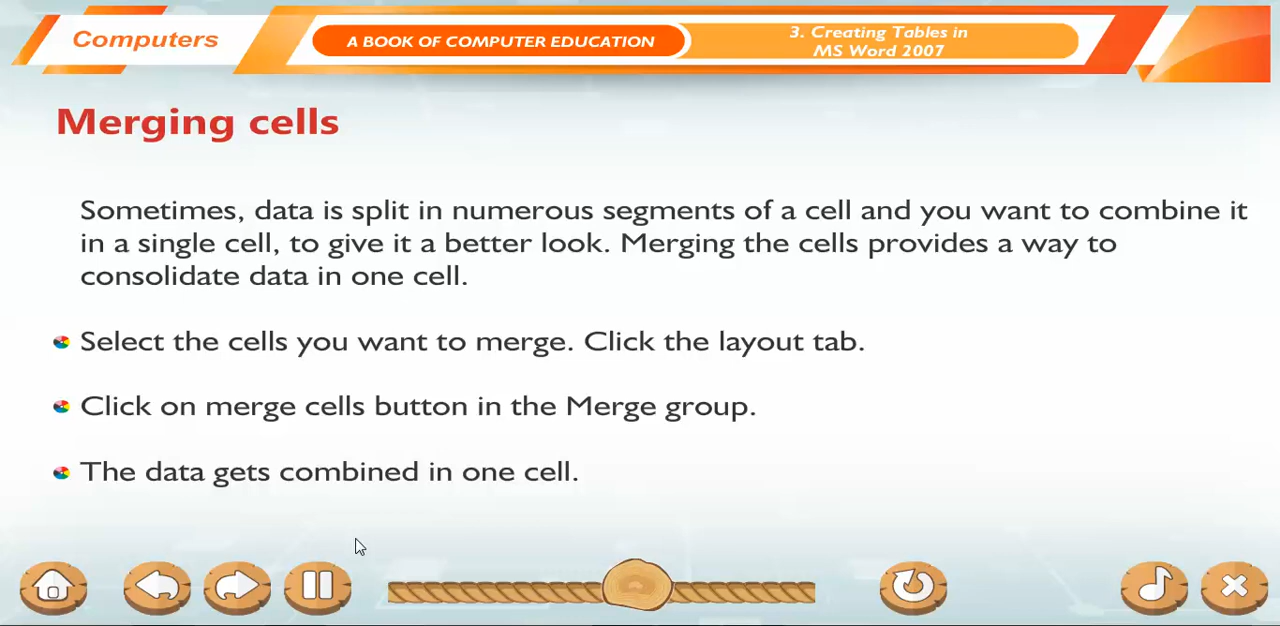 Computers
A BOOK OF COMPUTER EDUCATION
3. Creating Tables in
MS Word 2007
Merging cells
Sometimes, data is split in numerous segments of a cell and you want to combine it
in a single cell, to give it a better look. Merging the cells provides a way to
consolidate data in one cell.
Select the cells you want to merge. Click the layout tab.
Click on merge cells button in the Merge group.
The data gets combined in one cell.